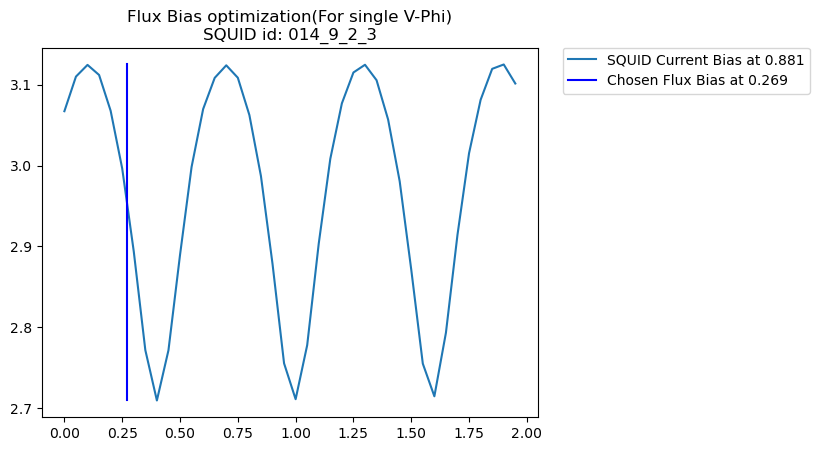 Flux Bias optimization(For single V-Phi)
SQUID id: 014_9_2_3
SQUID Current Bias at 0.881
Chosen Flux Bias at 0.269
3.1
3.0
2.9
2.8
2.7
0.00 0.25 0.50 0.75 1.00 1.25 1.50 1.75 2.00